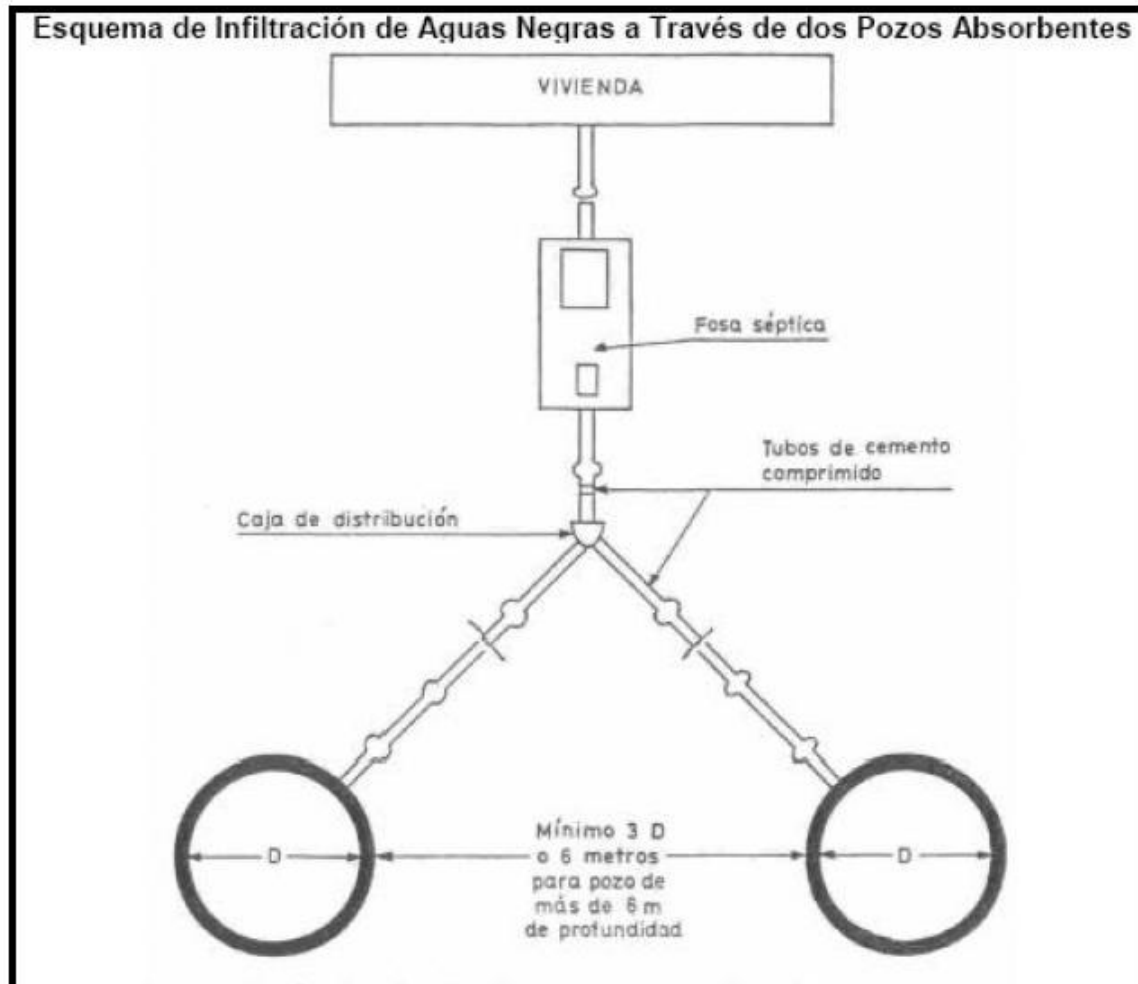 Esquema de Infiltración de Aguas Negras a Través de dos Pozos Absorbentes
VIVIENDA
Fosa séptica
Tubos de cemento
comprimido
Caja de distribución
D
Mínimo 3 D
o 6 metros
para pozo de
más de 6 m
de profundidad
D